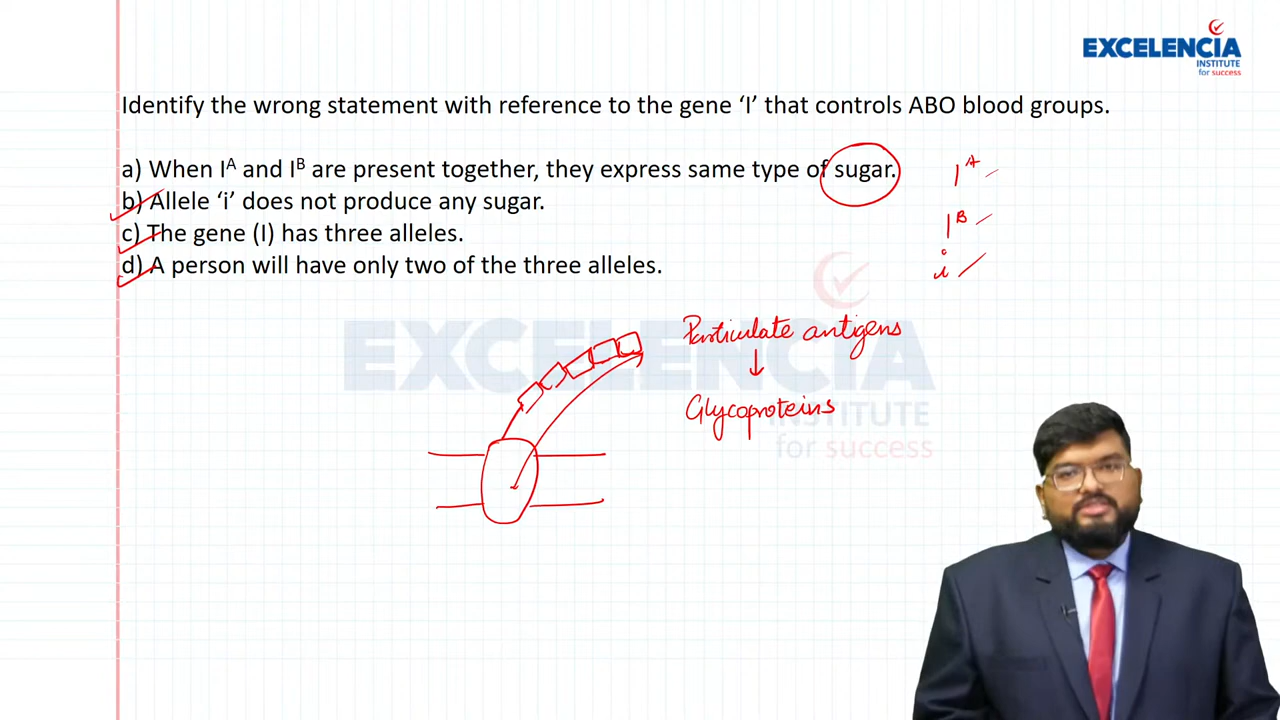 EXCELENCIA
INSTITUTE
for success
Identify the wrong statement with reference to the gene ‘I’ that controls ABO blood groups.
a) When Iᴬ and Iᴮ are present together, they express same type of sugar.
b) Allele ‘i’ does not produce any sugar.
c) The gene (I) has three alleles.
d) A person will have only two of the three alleles.
Iᴬ
Iᴮ
i
Particulate antigens
↓
Glycoproteins
EXCELENCIA
INSTITUTE
for success